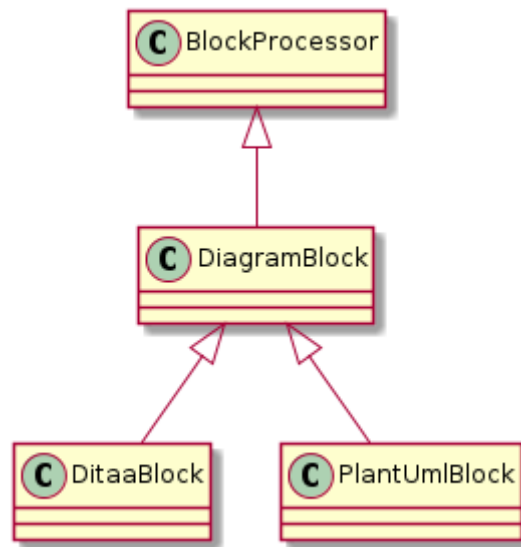 C BlockProcessor
C DiagramBlock
C DitaaBlock
C PlantUmlBlock